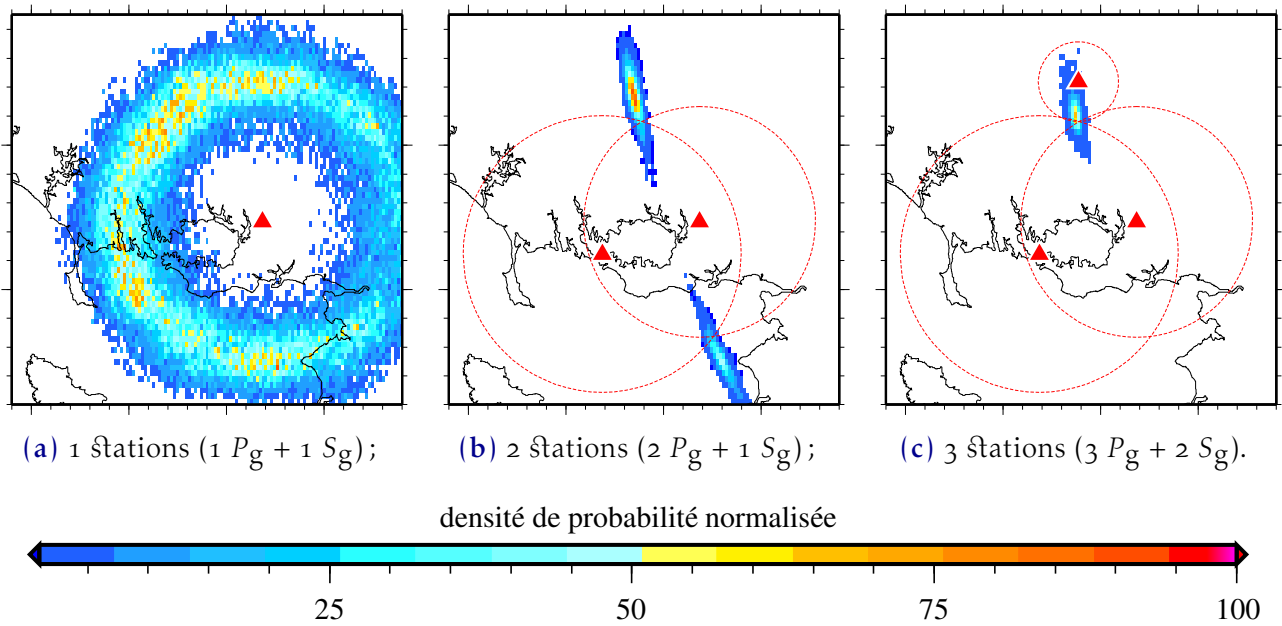 (a) 1 stations (1 Pg + 1 Sg) ;
(b) 2 stations (2 Pg + 1 Sg) ;
(c) 3 stations (3 Pg + 2 Sg).
densité de probabilité normalisée
25 50 75 100